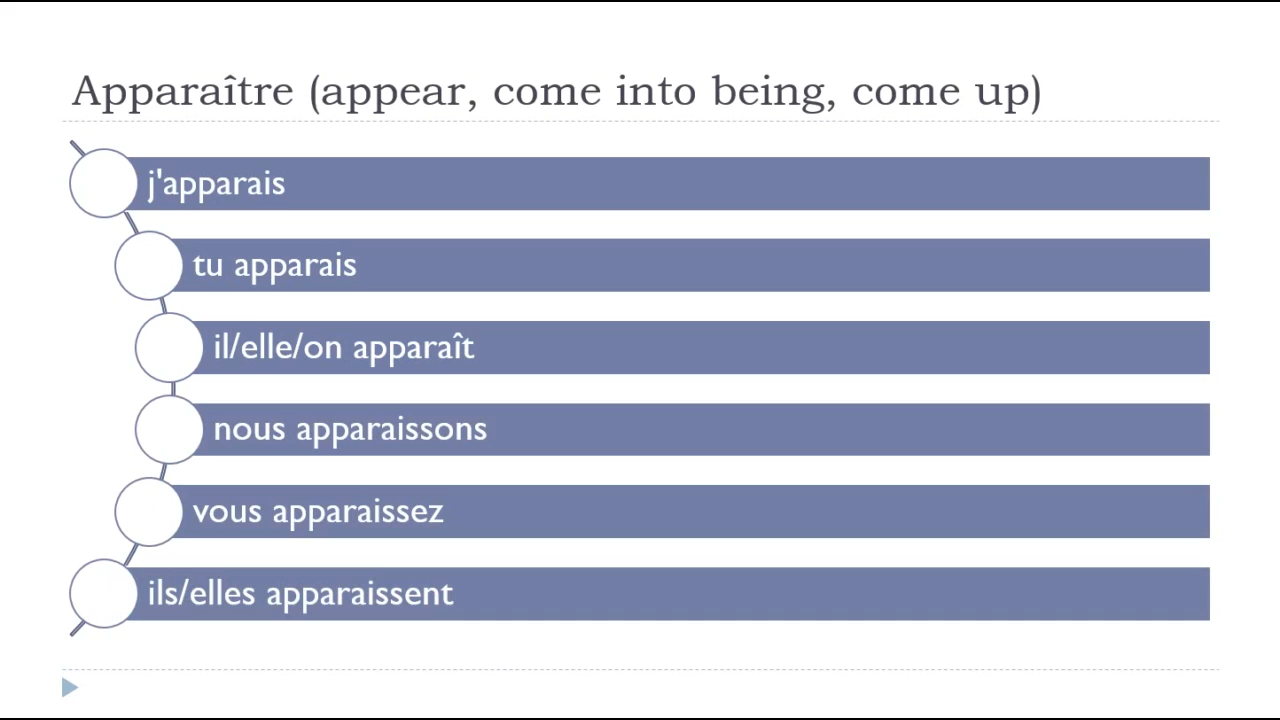 Apparaître (appear, come into being, come up)
j'apparais
tu apparais
il/elle/on apparaît
nous apparaissons
vous apparaissez
ils/elles apparaissent